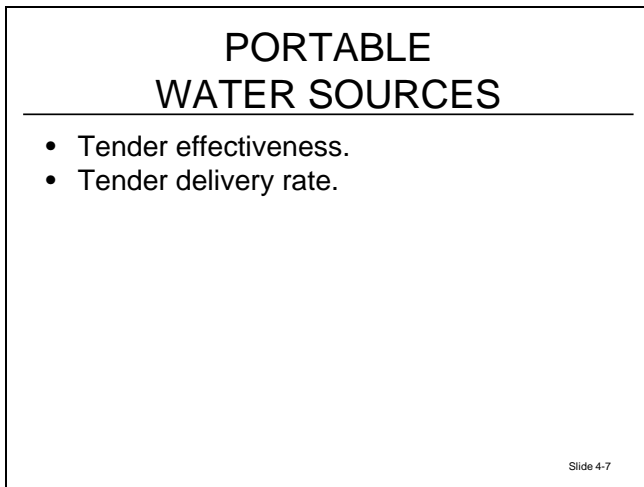 PORTABLE
WATER SOURCES
• Tender effectiveness.
• Tender delivery rate.
Slide 4-7